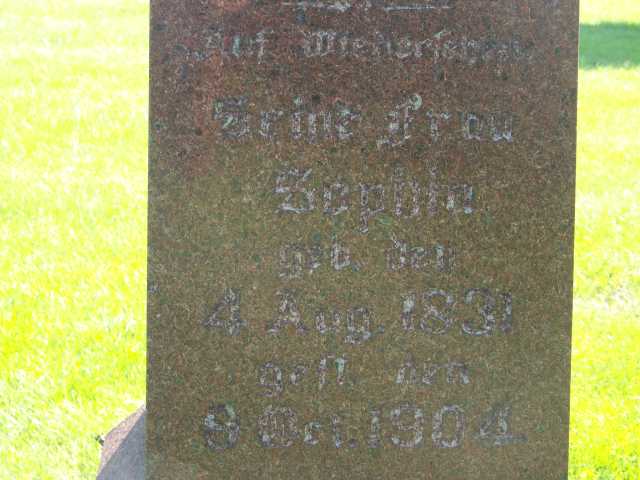 Auf Wiedersehen.
Seine Frau
Sophia
geb. den
4 Aug. 1831
gest. den
9 Oct. 1904